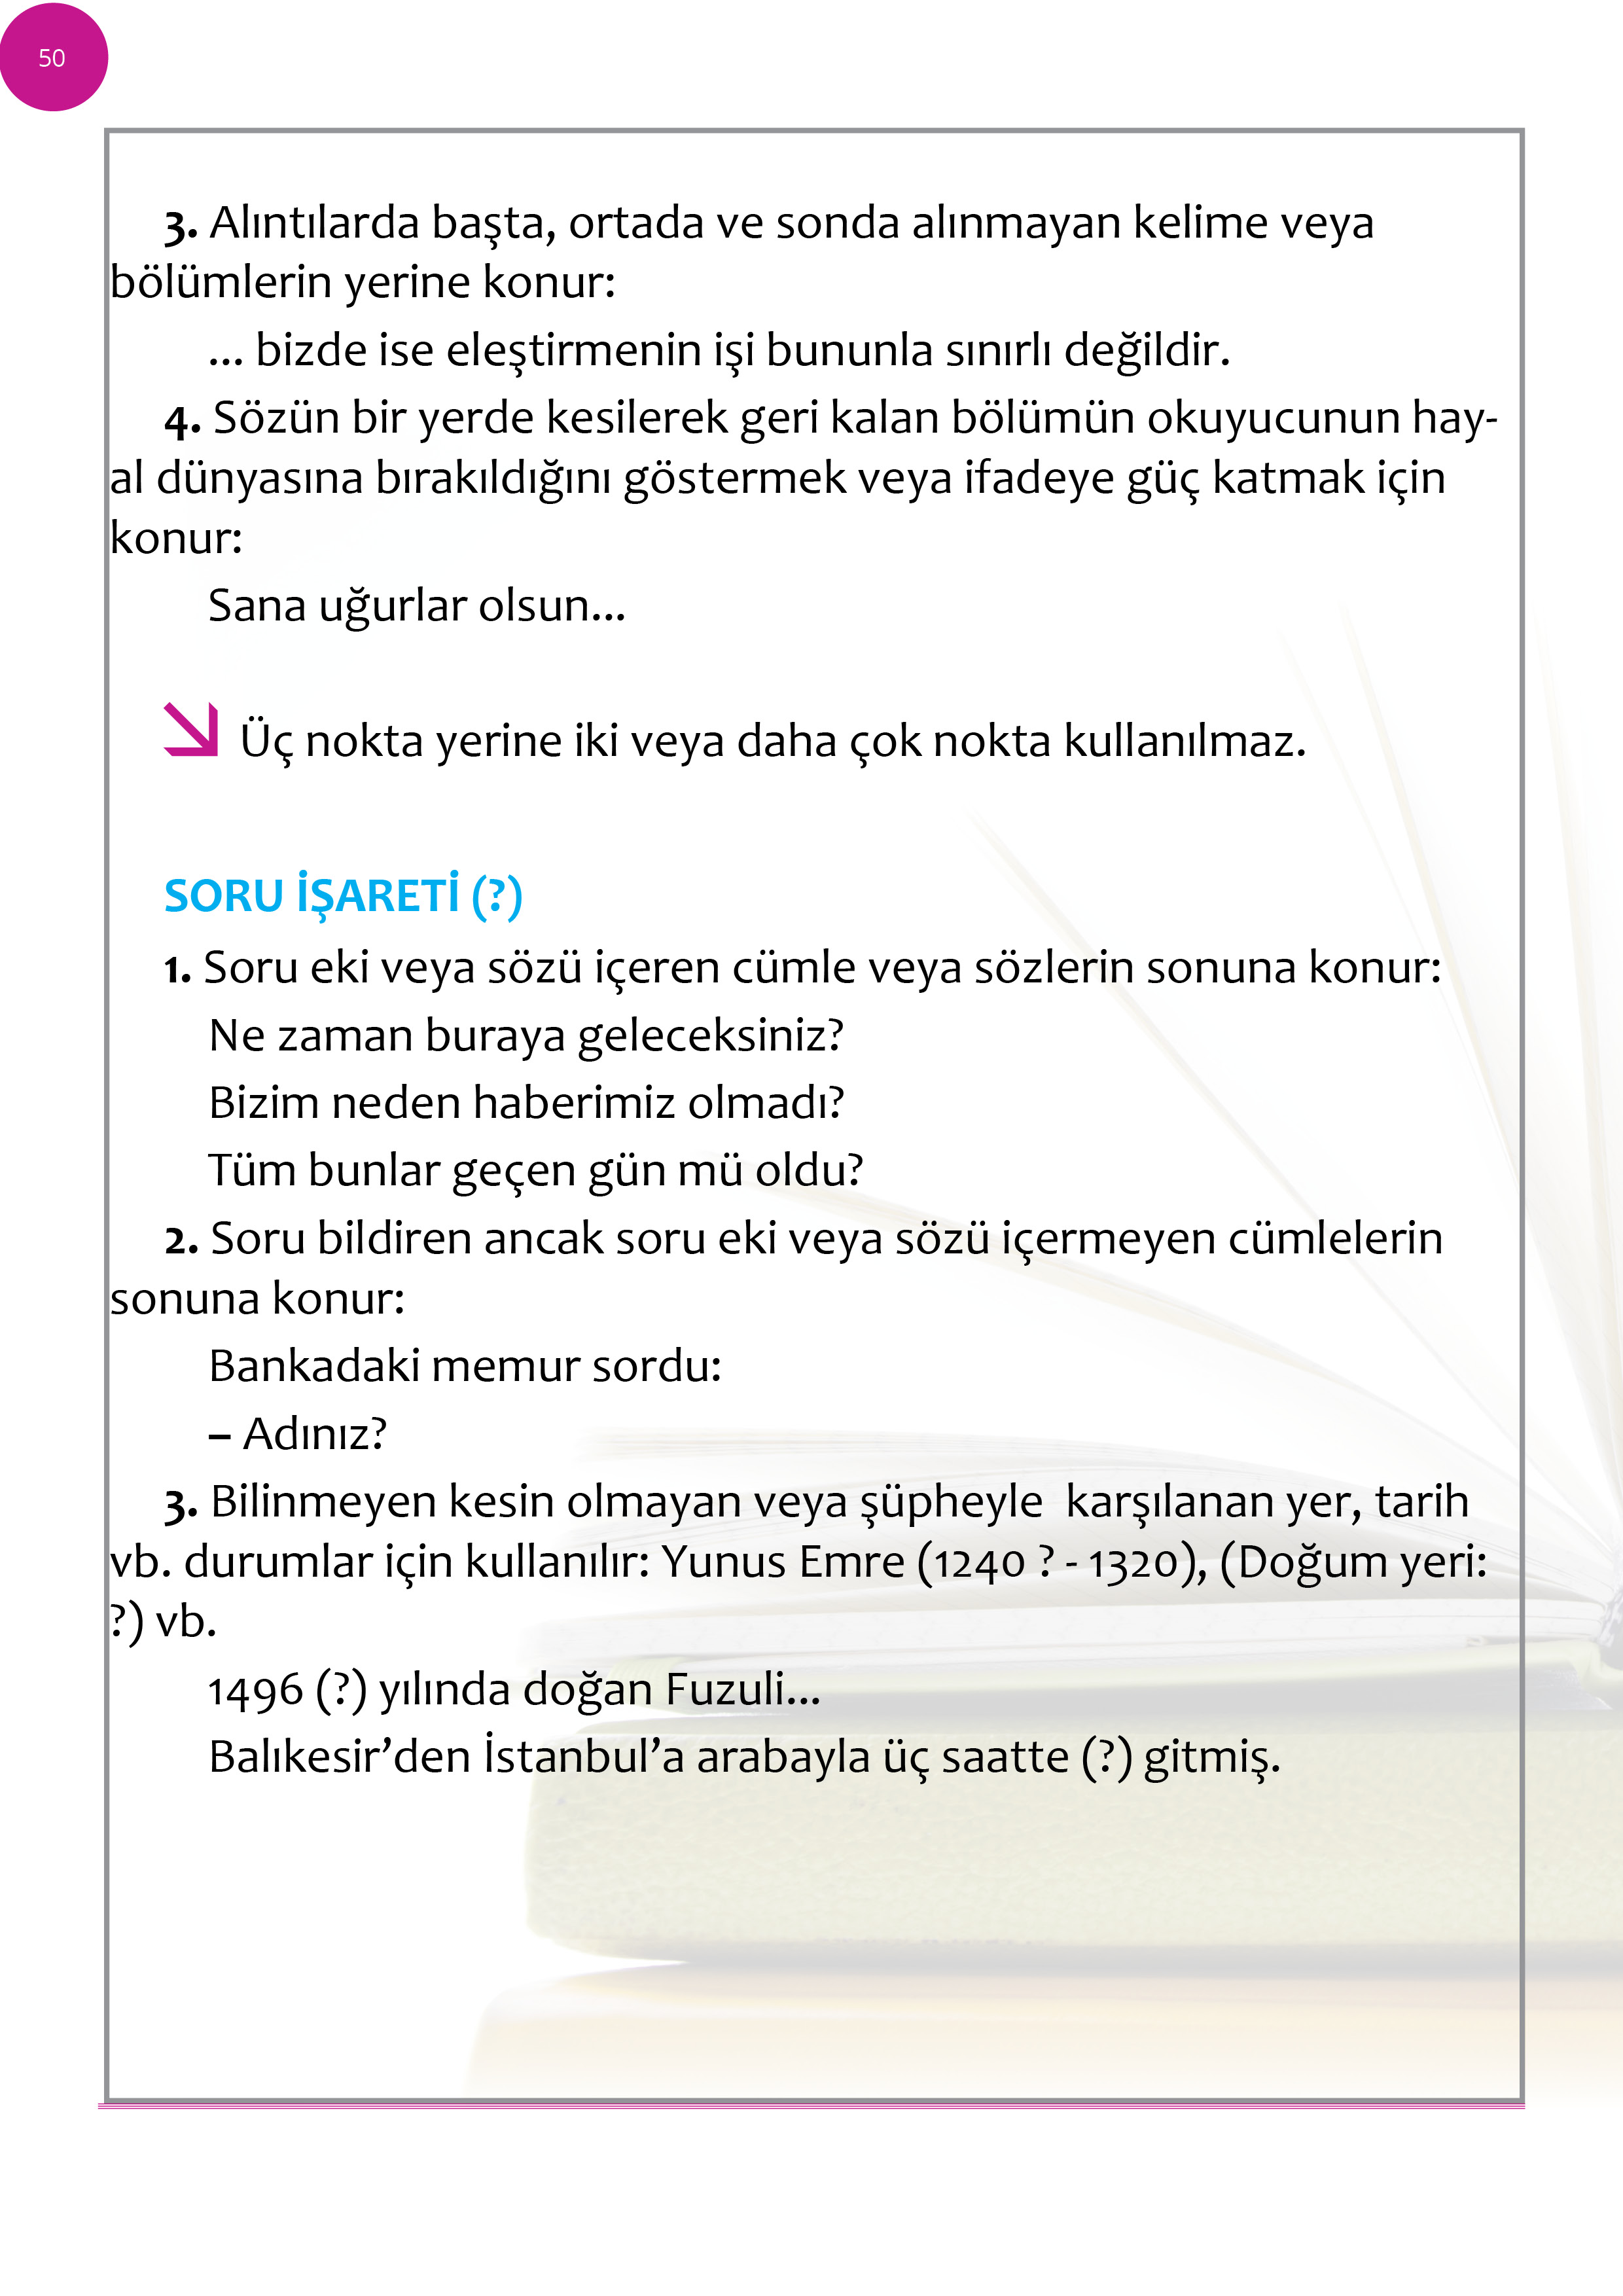 50
3. Alıntılarda başta, ortada ve sonda alınmayan kelime veya
bölümlerin yerine konur:
... bizde ise eleştirmenin işi bununla sınırlı değildir.
4. Sözün bir yerde kesilerek geri kalan bölümün okuyucunun hay-
al dünyasına bırakıldığını göstermek veya ifadeye güç katmak için
konur:
Sana uğurlar olsun...
Üç nokta yerine iki veya daha çok nokta kullanılmaz.
SORU İŞARETİ (?)
1. Soru eki veya sözü içeren cümle veya sözlerin sonuna konur:
Ne zaman buraya geleceksiniz?
Bizim neden haberimiz olmadı?
Tüm bunlar geçen gün mü oldu?
2. Soru bildiren ancak soru eki veya sözü içermeyen cümlelerin
sonuna konur:
Bankadaki memur sordu:
– Adınız?
3. Bilinmeyen kesin olmayan veya şüpheyle  karşılanan yer, tarih
vb. durumlar için kullanılır: Yunus Emre (1240 ? - 1320), (Doğum yeri:
?) vb.
1496 (?) yılında doğan Fuzuli...
Balıkesir’den İstanbul’a arabayla üç saatte (?) gitmiş.